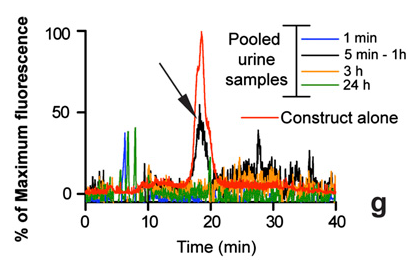 % of Maximum fluorescence
100
50
0
0 10 20 30 40
Time (min)
Pooled
urine
samples
1 min
5 min - 1h
3 h
24 h
Construct alone
g